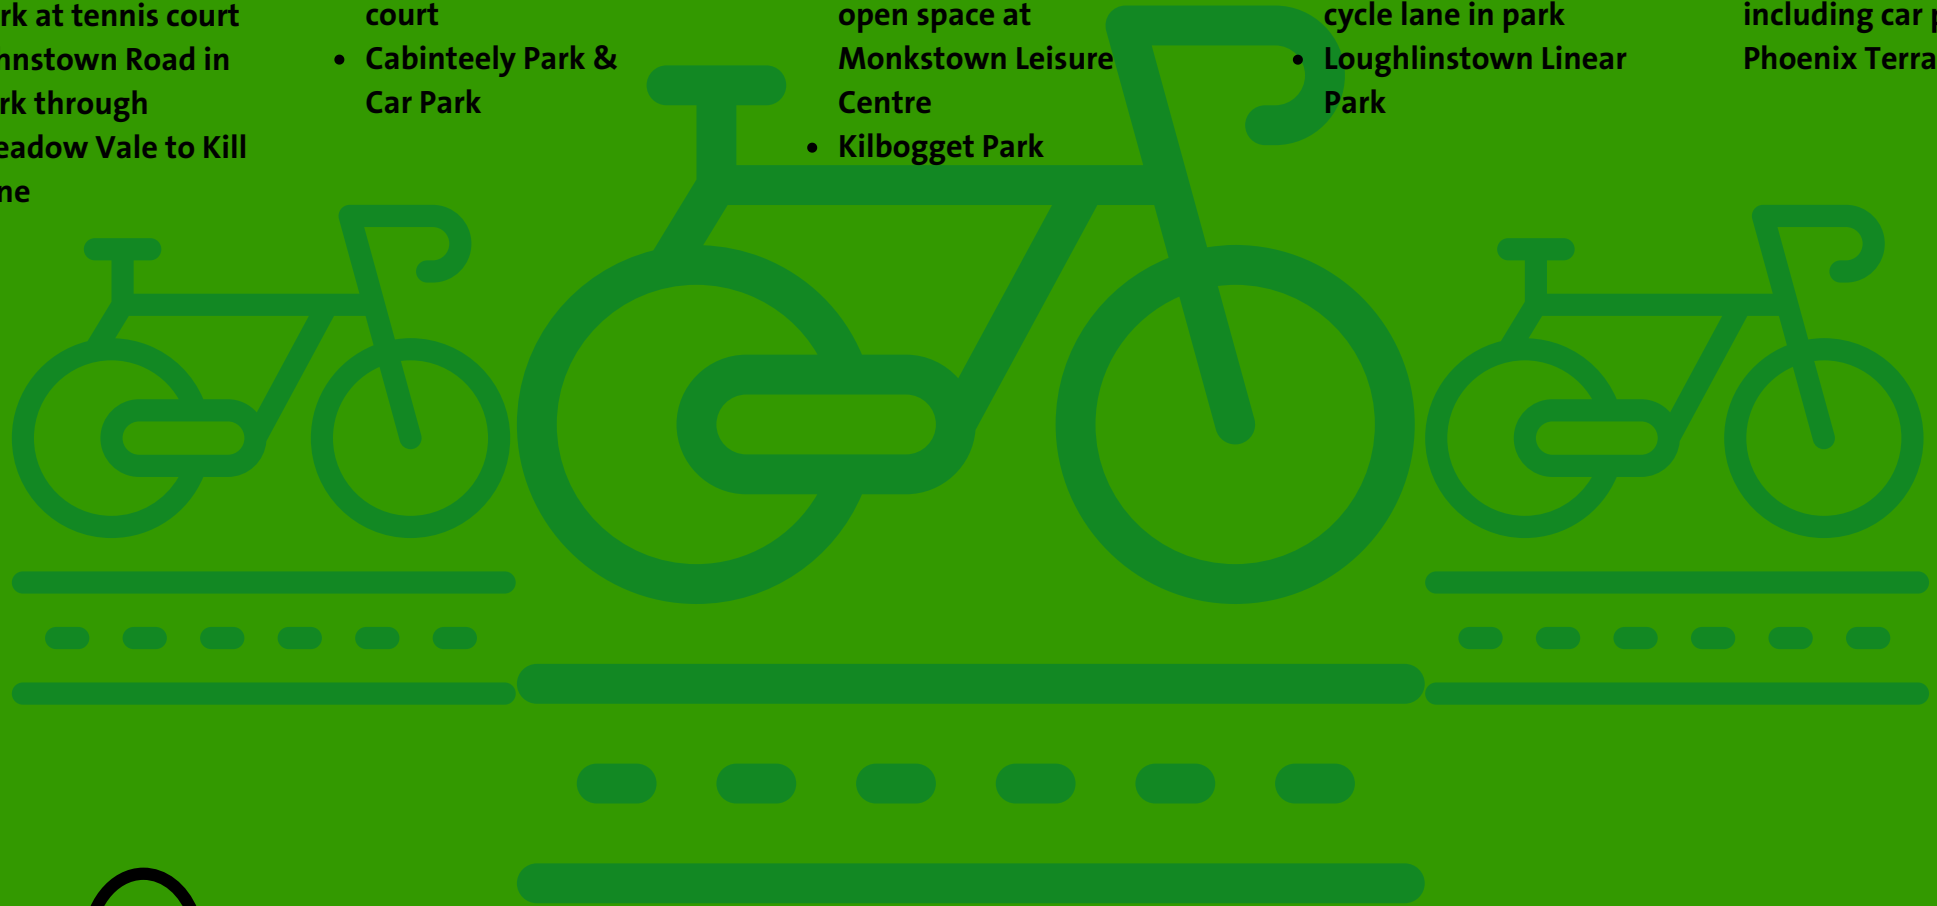 rk at tennis court
nnstown Road in
rk through
eadow Vale to Kill
ne
court
• Cabinteely Park &
Car Park
open space at
Monkstown Leisure
Centre
• Kilbogget Park
cycle lane in park
• Loughlinstown Linear
Park
including car p
Phoenix Terra